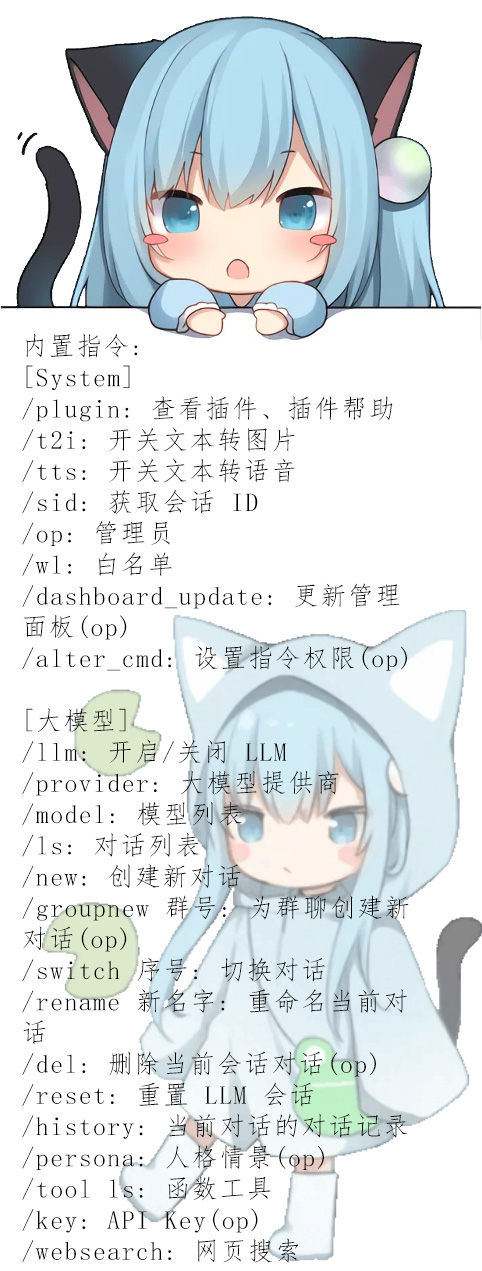 内置指令:
[System]
/plugin: 查看插件、插件帮助
/t2i: 开关文本转图片
/tts: 开关文本转语音
/sid: 获取会话 ID
/op: 管理员
/wl: 白名单
/dashboard_update: 更新管理
面板(op)
/alter_cmd: 设置指令权限(op)
[大模型]
/llm: 开启/关闭 LLM
/provider: 大模型提供商
/model: 模型列表
/ls: 对话列表
/new: 创建新对话
/groupnew 群号: 为群聊创建新
对话(op)
/switch 序号: 切换对话
/rename 新名字: 重命名当前对
话
/del: 删除当前会话对话(op)
/reset: 重置 LLM 会话
/history: 当前对话的对话记录
/persona: 人格情景(op)
/tool ls: 函数工具
/key: API Key(op)
/websearch: 网页搜索